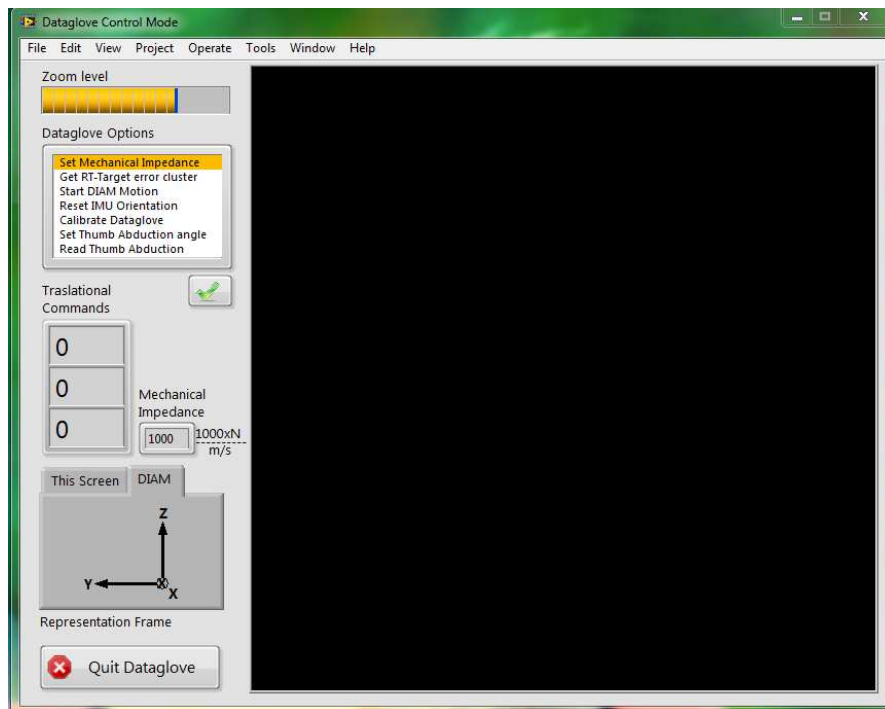 Dataglove Control Mode
File Edit View Project Operate Tools Window Help
Zoom level
Dataglove Options
Set Mechanical Impedance
Get RT-Target error cluster
Start DIAM Motion
Reset IMU Orientation
Calibrate Dataglove
Set Thumb Abduction angle
Read Thumb Abduction
Traslational
Commands
0
0
0
Mechanical
Impedance
1000
1000xN
m/s
This Screen DIAM
Z
Y
X
Representation Frame
Quit Dataglove